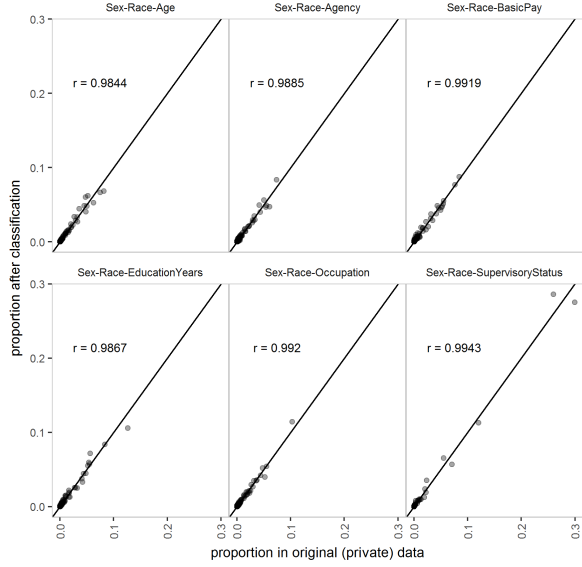 Sex-Race-Age
Sex-Race-Agency
Sex-Race-BasicPay
0.3
r = 0.9844
r = 0.9885
r = 0.9919
0.2
0.1
0.0
proportion after classification
Sex-Race-EducationYears
Sex-Race-Occupation
Sex-Race-SupervisoryStatus
0.3
r = 0.9867
r = 0.992
r = 0.9943
0.2
0.1
0.0
0.0 0.1 0.2 0.3
0.0 0.1 0.2 0.3
0.0 0.1 0.2 0.3
proportion in original (private) data